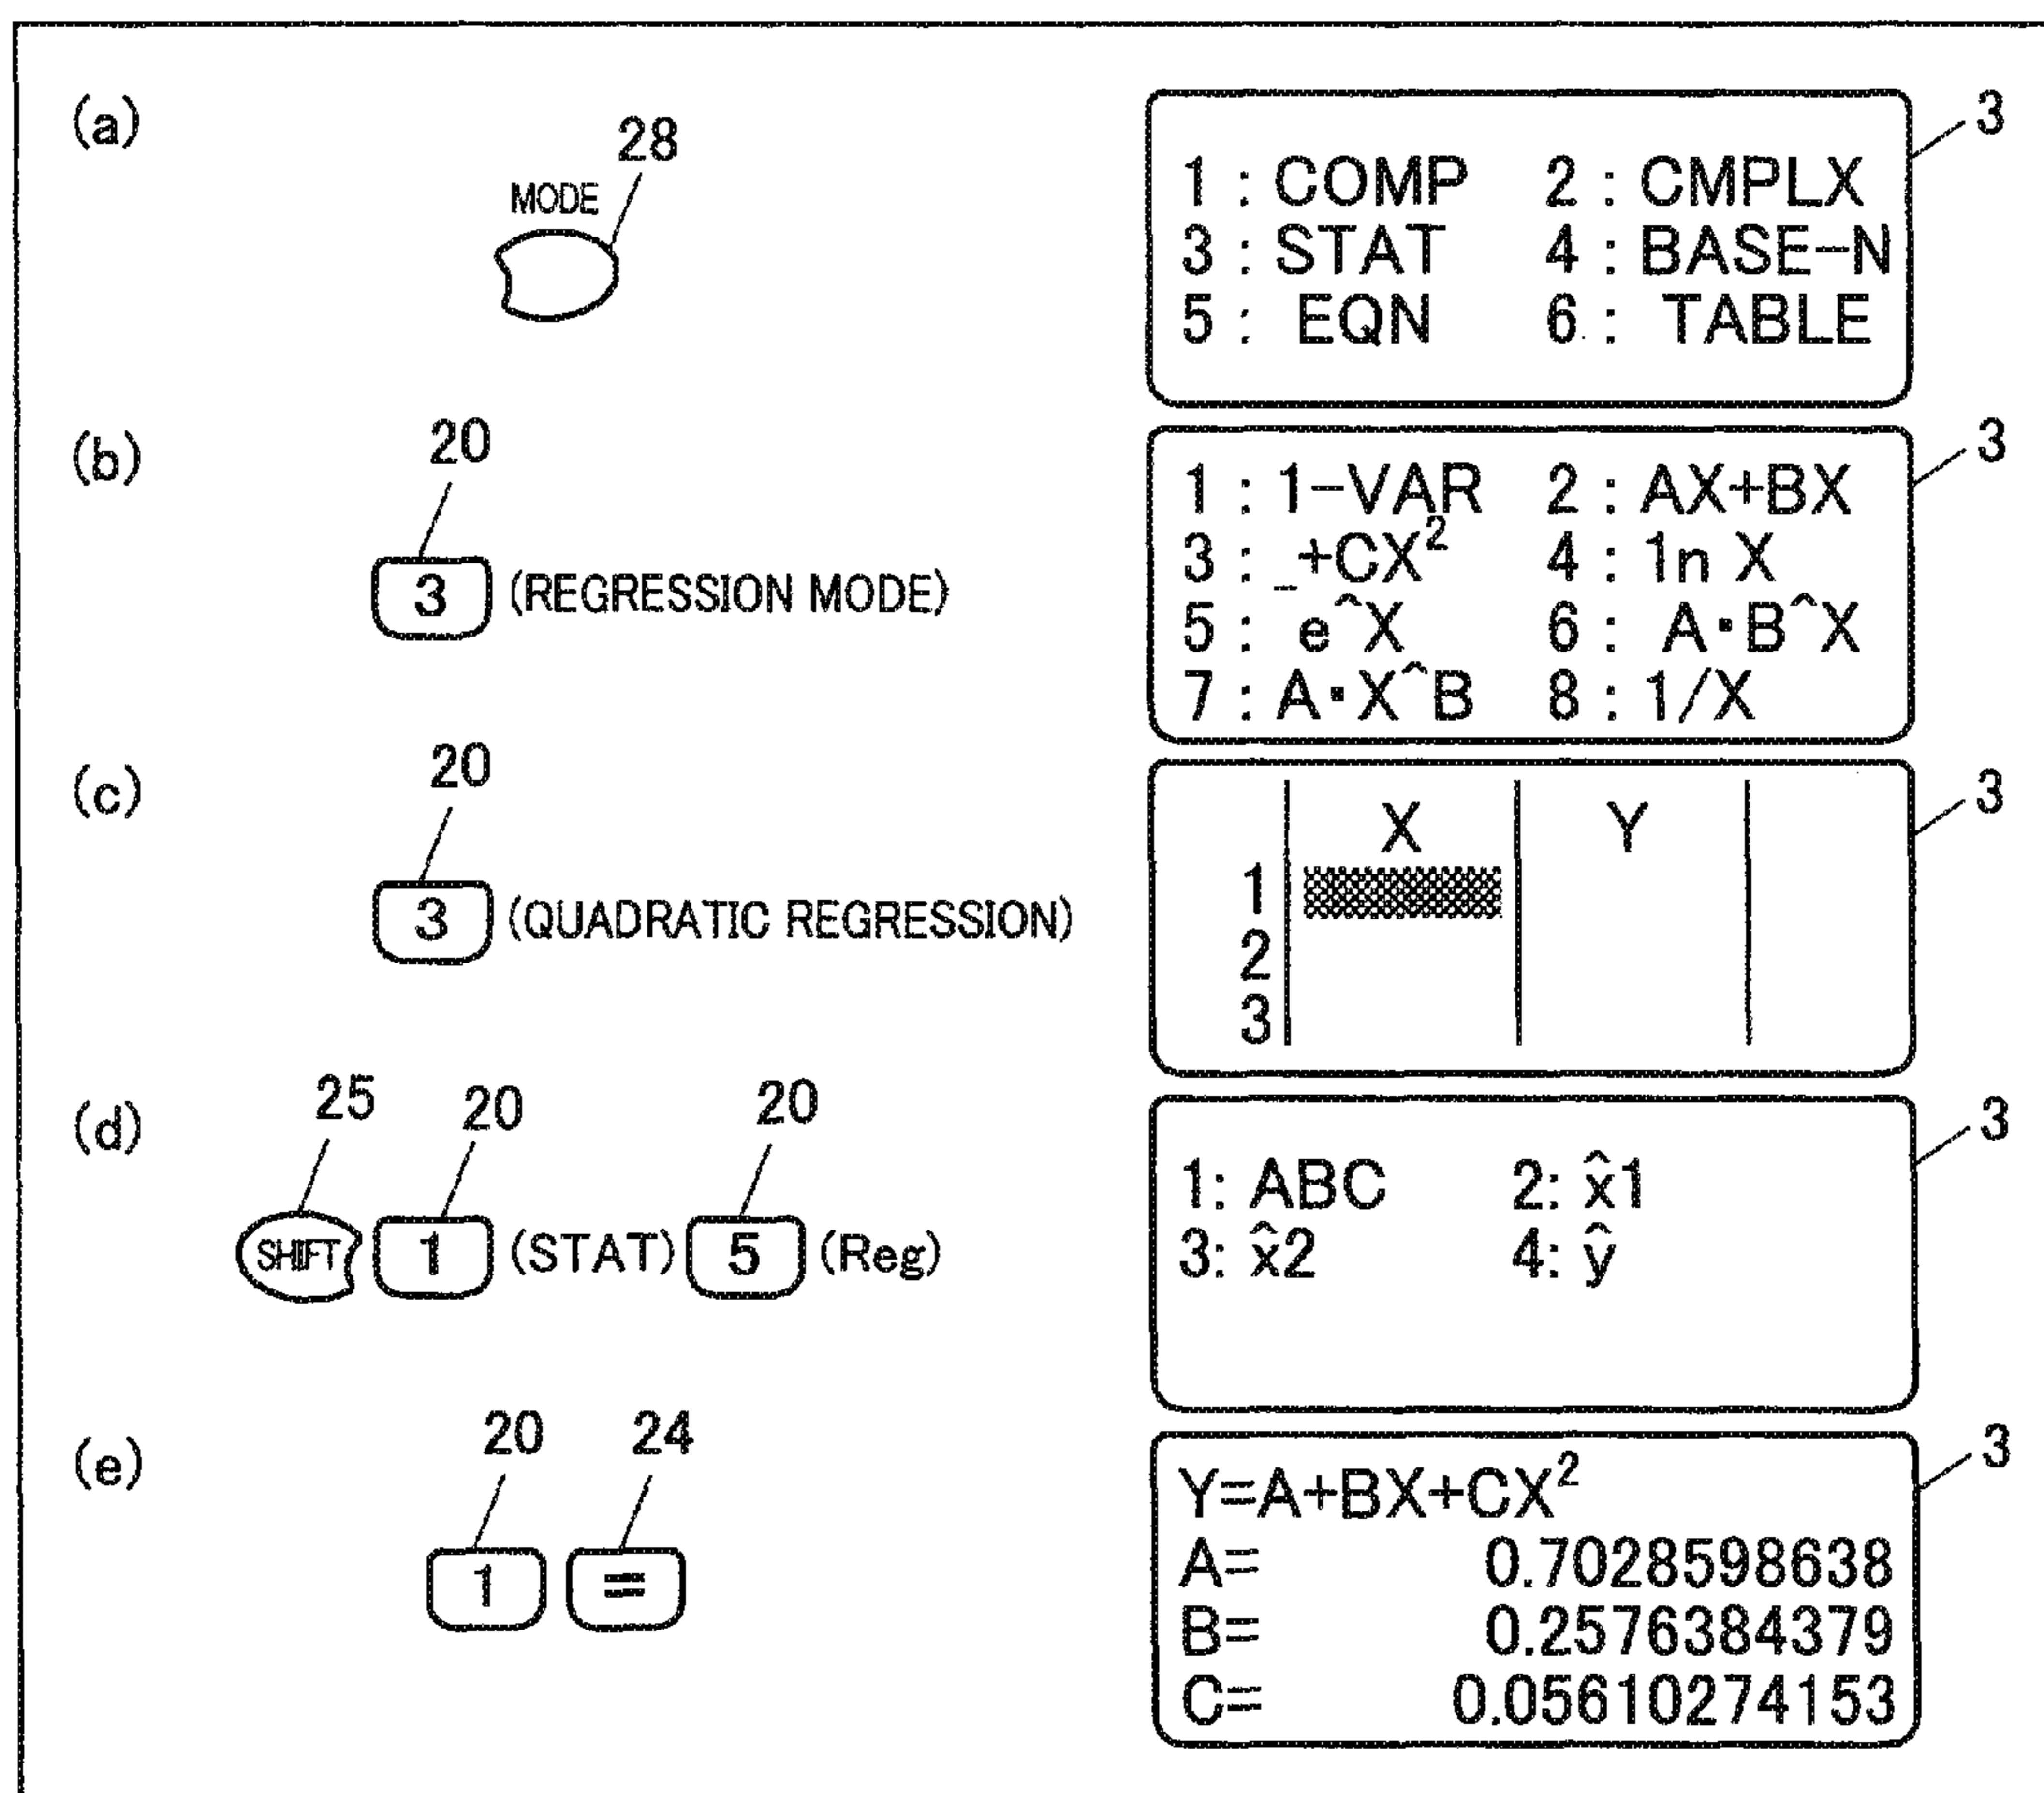 (a)
28
MODE
3
1 : COMP 2 : CMPLX
3 : STAT 4 : BASE-N
5 : EQN 6 : TABLE
(b)
20
3 (REGRESSION MODE)
3
1 : 1-VAR 2 : AX+BX
3 : _+CX² 4 : 1n X
5 : e^X 6 : A·B^X
7 : A·X^B 8 : 1/X
(c)
20
3 (QUADRATIC REGRESSION)
3
X Y
1
2
3
(d)
25 20 20
SHIFT 1 (STAT) 5 (Reg)
3
1: ABC 2: x̂1
3: x̂2 4: ŷ
(e)
20 24
1 =
3
Y=A+BX+CX²
A= 0.7028598638
B= 0.2576384379
C= 0.05610274153